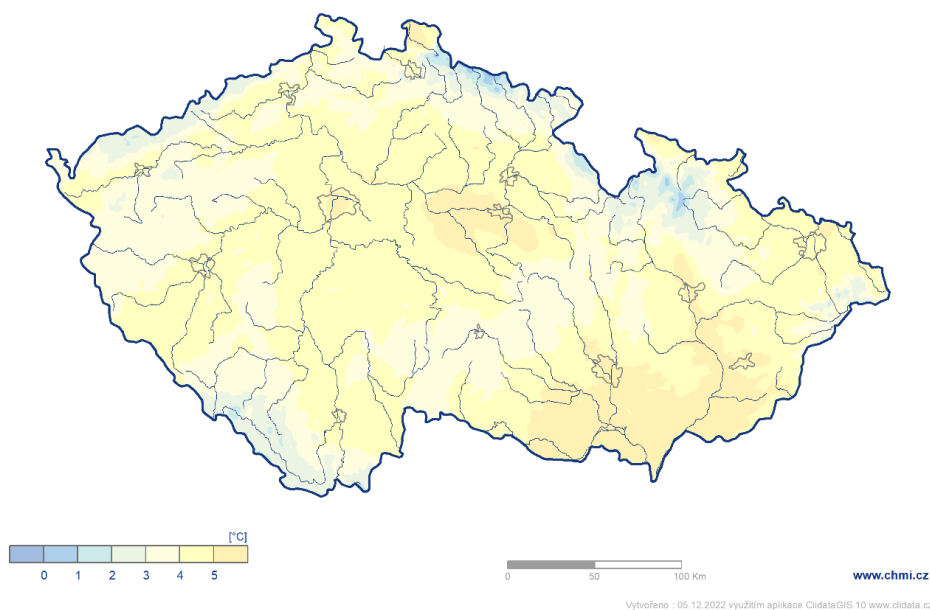 [°C]
0 1 2 3 4 5
0 50 100 Km
www.chmi.cz
Vytvořeno : 05.12.2022 využitím aplikace ClidataGIS 10 www.clidata.cz